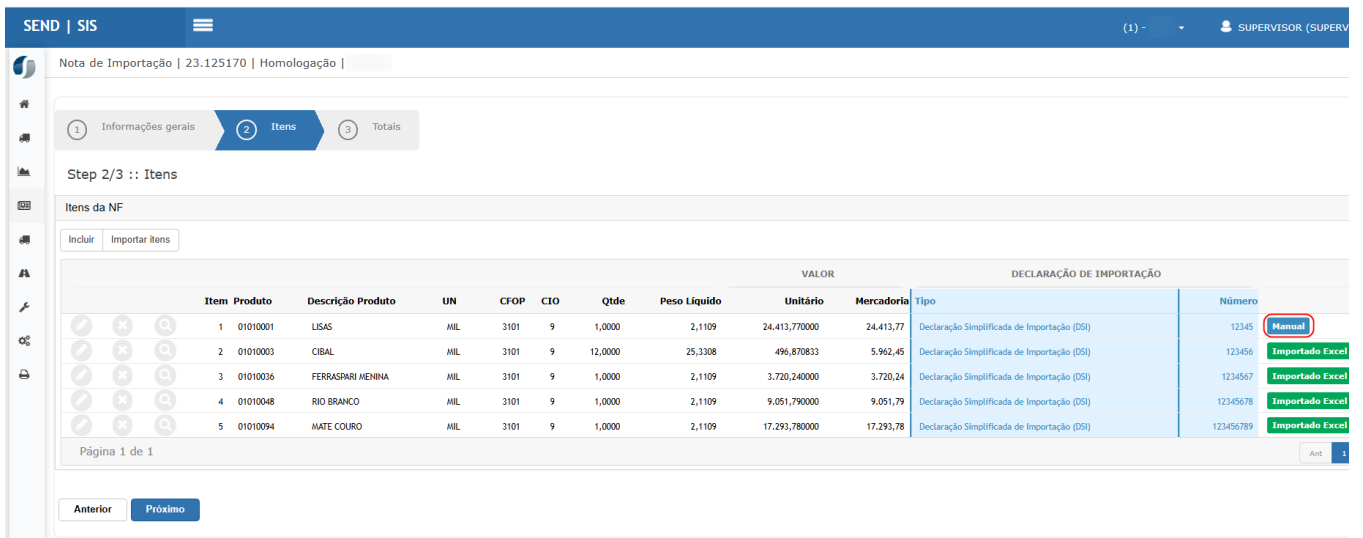 SEND | SIS (1) - SUPERVISOR (SUPERV
Nota de Importação | 23.125170 | Homologação |
1 Informações gerais 2 Itens 3 Totais
Step 2/3 :: Itens
Itens da NF
Incluir Importar itens
VALOR DECLARAÇÃO DE IMPORTAÇÃO
Item Produto Descrição Produto UN CFOP CIO Qtde Peso Líquido Unitário Mercadoria Tipo Número
1 01010001 LISAS MIL 3101 9 1,0000 2,1109 24.413,770000 24.413,77 Declaração Simplificada de Importação (DSI) 12345 Manual
2 01010003 CIBAL MIL 3101 9 12,0000 25,3308 496,870833 5.962,45 Declaração Simplificada de Importação (DSI) 123456 Importado Excel
3 01010036 FERRASPARI MENINA MIL 3101 9 1,0000 2,1109 3.720,240000 3.720,24 Declaração Simplificada de Importação (DSI) 1234567 Importado Excel
4 01010048 RIO BRANCO MIL 3101 9 1,0000 2,1109 9.051,790000 9.051,79 Declaração Simplificada de Importação (DSI) 12345678 Importado Excel
5 01010094 MATE COURO MIL 3101 9 1,0000 2,1109 17.293,780000 17.293,78 Declaração Simplificada de Importação (DSI) 123456789 Importado Excel
Página 1 de 1 Ant 1
Anterior Próximo